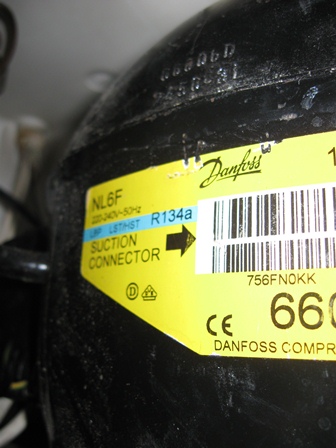 Danfoss
NL6F
220-240V~50Hz
LBP LST/HST R134a
SUCTION
CONNECTOR
756FN0KK
CE
660
DANFOSS COMPR